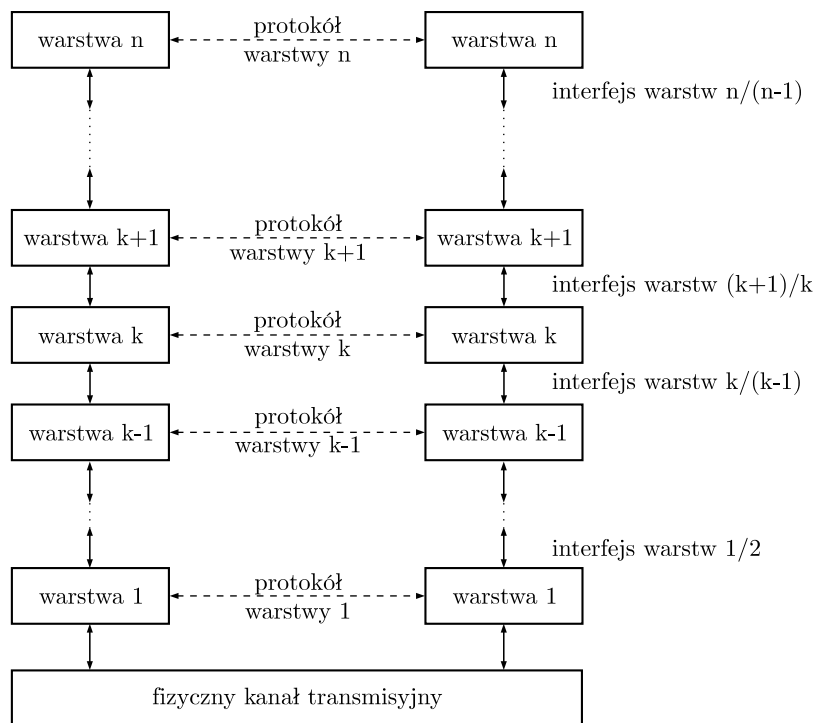 warstwa n
protokół
warstwy n
warstwa n
interfejs warstw n/(n-1)
warstwa k+1
protokół
warstwy k+1
warstwa k+1
interfejs warstw (k+1)/k
warstwa k
protokół
warstwy k
warstwa k
interfejs warstw k/(k-1)
warstwa k-1
protokół
warstwy k-1
warstwa k-1
interfejs warstw 1/2
warstwa 1
protokół
warstwy 1
warstwa 1
fizyczny kanał transmisyjny